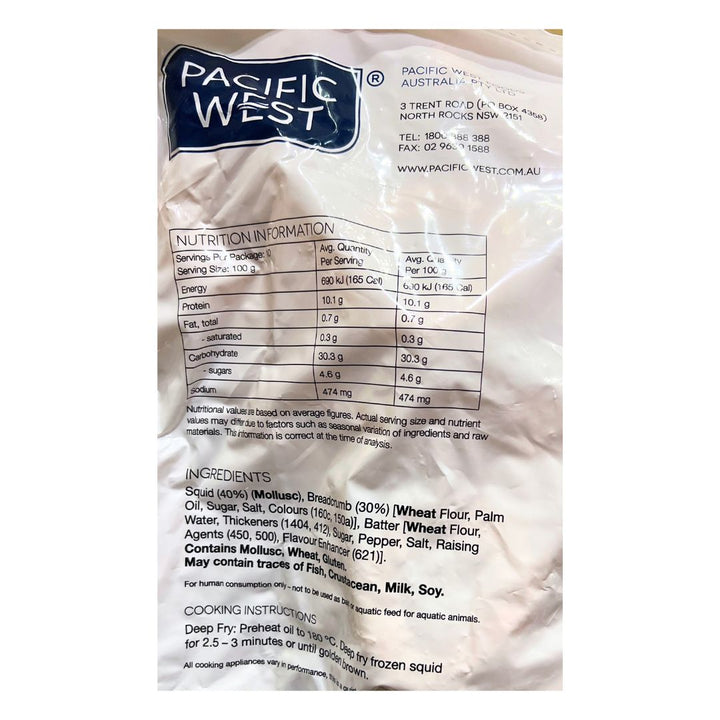 PACIFIC
WEST
®
PACIFIC WEST
AUSTRALIA PTY LTD
3 TRENT ROAD (PO BOX 4358)
NORTH ROCKS NSW 2151
TEL: 388
FAX: 02 1588
WWW.PACIFICWEST.COM.AU
NUTRITION INFORMATION
Servings Per Package:
Serving Size: 100 g
Avg. Quantity
Per Serving
Avg. Quantity
Per 100 g
Energy
690 kJ (165 Cal)
690 kJ (165 Cal)
Protein
10.1 g
10.1 g
Fat, total
0.7 g
0.7 g
- saturated
0.3 g
0.3 g
Carbohydrate
30.3 g
30.3 g
- sugars
4.6 g
4.6 g
Sodium
474 mg
474 mg
Nutritional values are based on average figures. Actual serving size and nutrient
values may differ due to factors such as seasonal variation of ingredients and raw
materials. This information is correct at the time of analysis.
INGREDIENTS
Squid (40%) (Mollusc), Breadcrumb (30%) [Wheat Flour, Palm
Oil, Sugar, Salt, Colours (160c, 150a)], Batter [Wheat Flour,
Water, Thickeners (1404, 412), Sugar, Pepper, Salt, Raising
Agents (450, 500), Flavour Enhancer (621)].
Contains Mollusc, Wheat, Gluten.
May contain traces of Fish, Crustacean, Milk, Soy.
For human consumption only – not to be used as bait or aquatic feed for aquatic animals.
COOKING INSTRUCTIONS
Deep Fry: Preheat oil to 180 °C. Deep fry frozen squid
for 2.5 – 3 minutes or until golden brown.
All cooking appliances vary in performance,